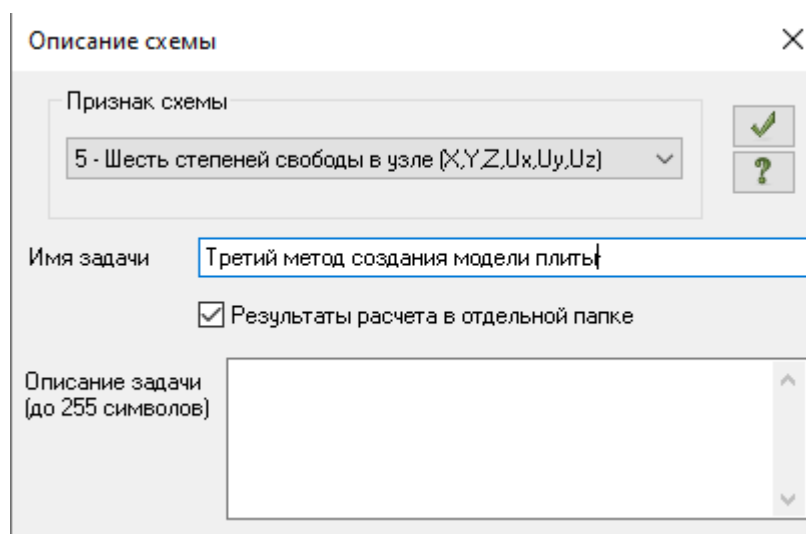 Описание схемы
Признак схемы
5 - Шесть степеней свободы в узле (X,Y,Z,Ux,Uy,Uz)
Имя задачи
Третий метод создания модели плиты
Результаты расчета в отдельной папке
Описание задачи
(до 255 символов)